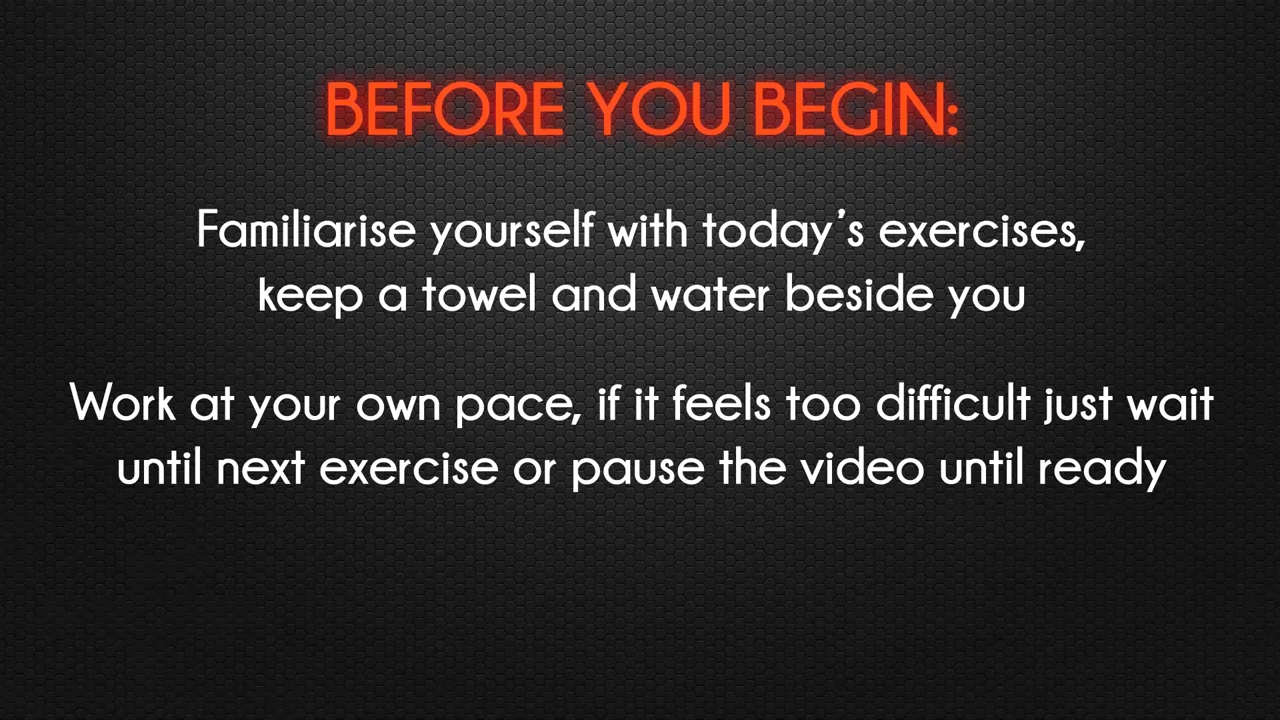 BEFORE YOU BEGIN:
Familiarise yourself with today's exercises,
keep a towel and water beside you
Work at your own pace, if it feels too difficult just wait
until next exercise or pause the video until ready